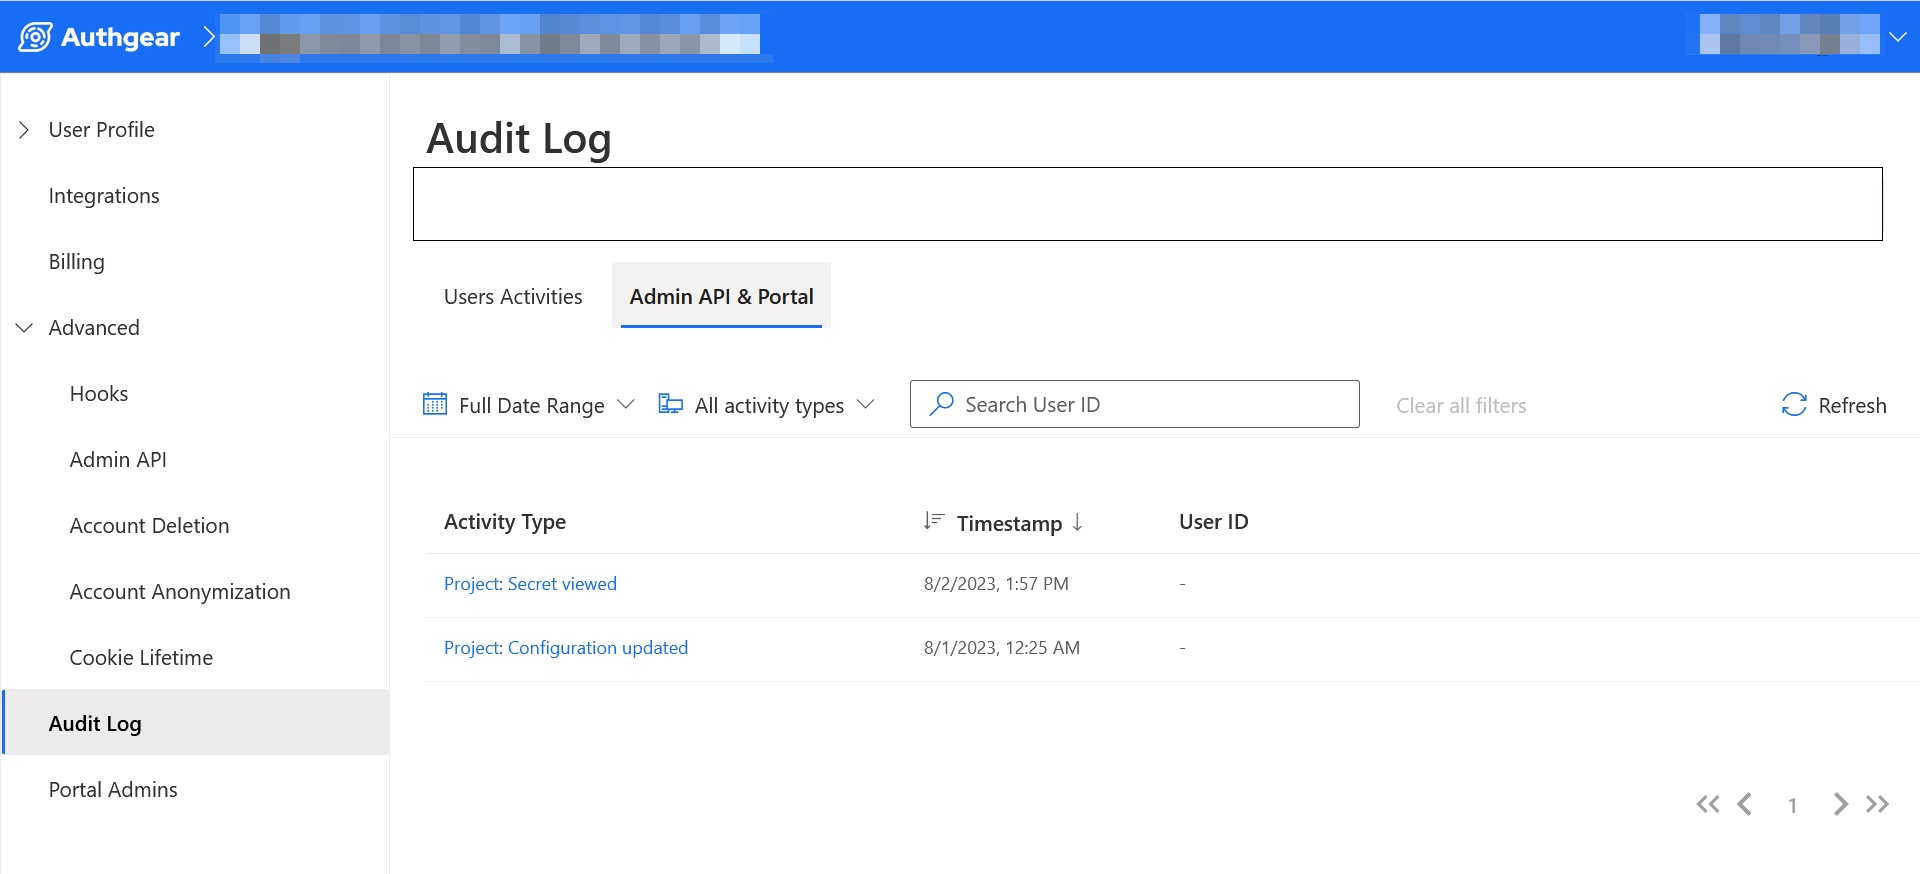 Authgear
User Profile
Integrations
Billing
Advanced
Hooks
Admin API
Account Deletion
Account Anonymization
Cookie Lifetime
Audit Log
Portal Admins
Audit Log
Users Activities Admin API & Portal
Full Date Range All activity types Search User ID Clear all filters Refresh
Activity Type Timestamp User ID
Project: Secret viewed 8/2/2023, 1:57 PM -
Project: Configuration updated 8/1/2023, 12:25 AM -
1